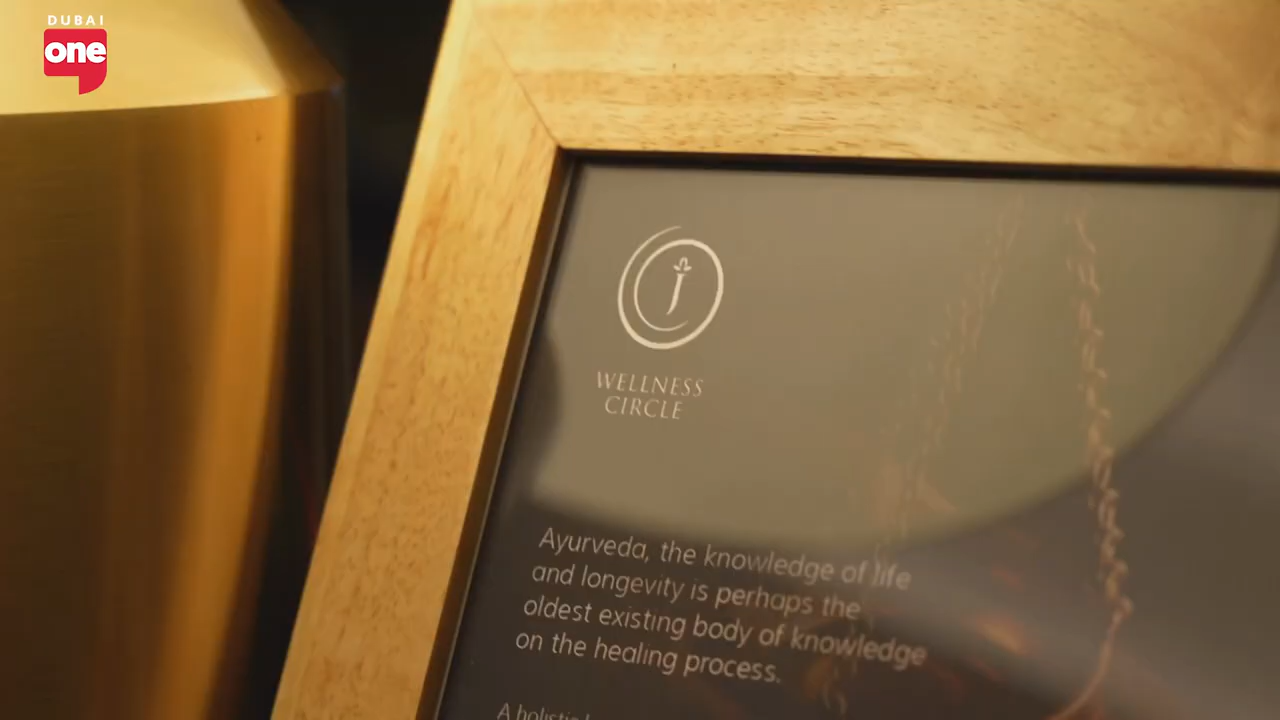 DUBAI
one
j
WELLNESS
CIRCLE
Ayurveda, the knowledge of life
and longevity is perhaps the
oldest existing body of knowledge
on the healing process.
A holistic